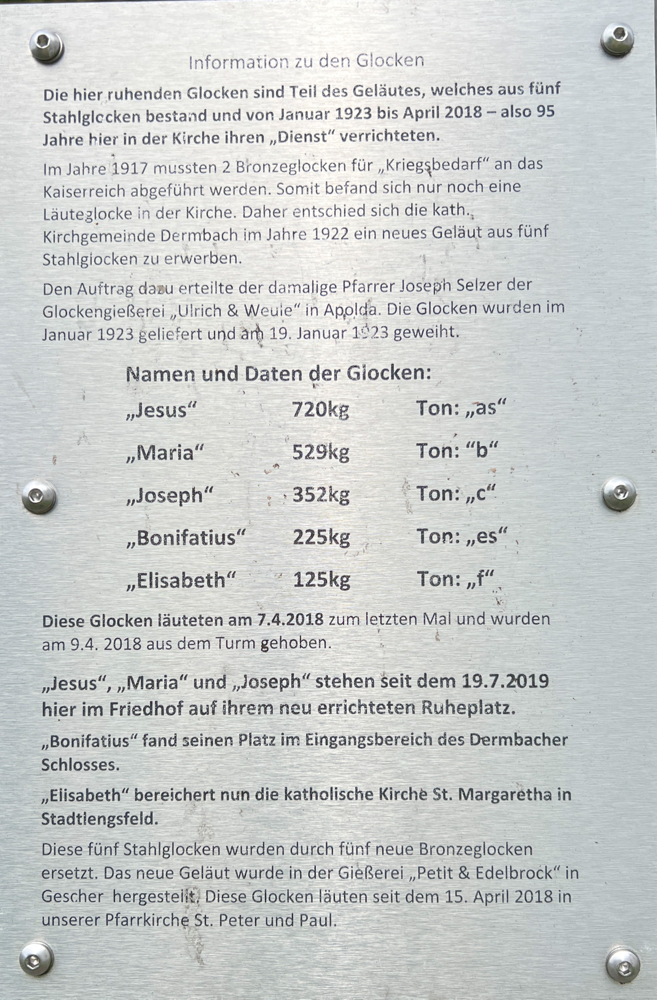 Information zu den Glocken
Die hier ruhenden Glocken sind Teil des Geläutes, welches aus fünf
Stahlglocken bestand und von Januar 1923 bis April 2018 – also 95
Jahre hier in der Kirche ihren „Dienst“ verrichteten.
Im Jahre 1917 mussten 2 Bronzeglocken für „Kriegsbedarf“ an das
Kaiserreich abgeführt werden. Somit befand sich nur noch eine
Läuteglocke in der Kirche. Daher entschied sich die kath.
Kirchgemeinde Dermbach im Jahre 1922 ein neues Geläut aus fünf
Stahlglocken zu erwerben.
Den Auftrag dazu erteilte der damalige Pfarrer Joseph Selzer der
Glockengießerei „Ulrich & Weule“ in Appolda. Die Glocken wurden im
Januar 1923 geliefert und am 19. Januar 1923 geweiht.
Namen und Daten der Glocken:
„Jesus“ 720kg Ton: „as“
„Maria“ 529kg Ton: “b“
„Joseph“ 352kg Ton: „c“
„Bonifatius“ 225kg Ton: „es“
„Elisabeth“ 125kg Ton: „f“
Diese Glocken läuteten am 7.4.2018 zum letzten Mal und wurden
am 9.4. 2018 aus dem Turm gehoben.
„Jesus“, „Maria“ und „Joseph“ stehen seit dem 19.7.2019
hier im Friedhof auf ihrem neu errichteten Ruheplatz.
„Bonifatius“ fand seinen Platz im Eingangsbereich des Dermbacher
Schlosses.
„Elisabeth“ bereichert nun die katholische Kirche St. Margaretha in
Stadtlengsfeld.
Diese fünf Stahlglocken wurden durch fünf neue Bronzeglocken
ersetzt. Das neue Geläut wurde in der Gießerei „Petit & Edelbrock“ in
Gescher hergestellt. Diese Glocken läuten seit dem 15. April 2018 in
unserer Pfarrkirche St. Peter und Paul.